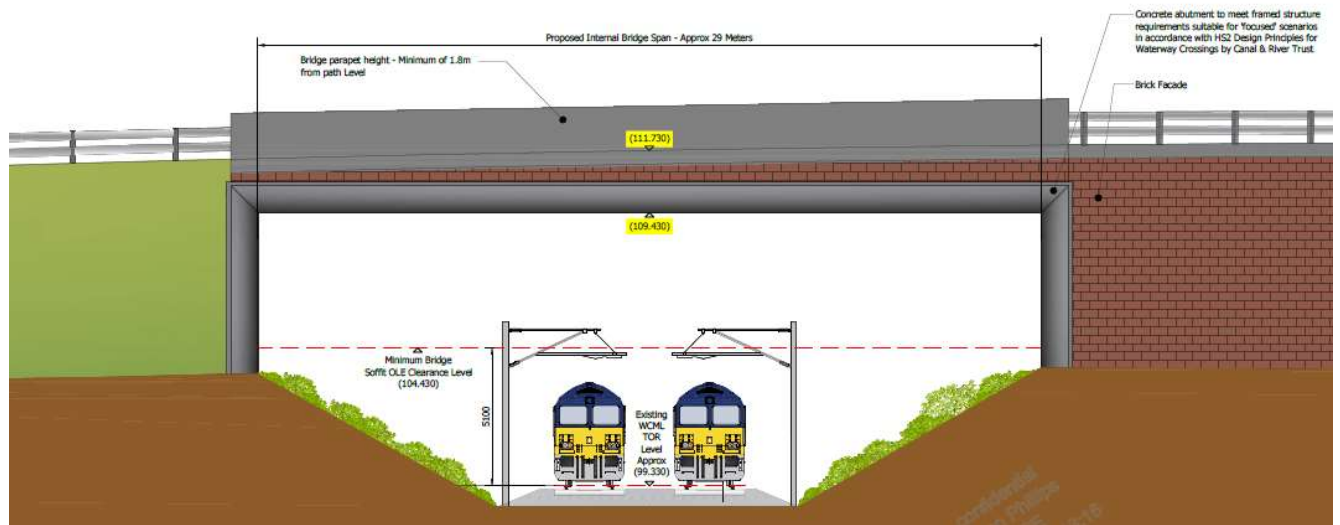 Concrete abutment to meet framed structure
requirements suitable for 'focused' scenarios
in accordance with HS2 Design Principles for
Waterway Crossings by Canal & River Trust
Proposed Internal Bridge Span - Approx 29 Meters
Bridge parapet height - Minimum of 1.8m
from path Level
Brick Facade
(111.730)
(109.430)
Minimum Bridge
Soffit OLE Clearance Level
(104.430)
5100
Existing
WCML
TOR
Level
Approx
(99.330)
confidential
Philips